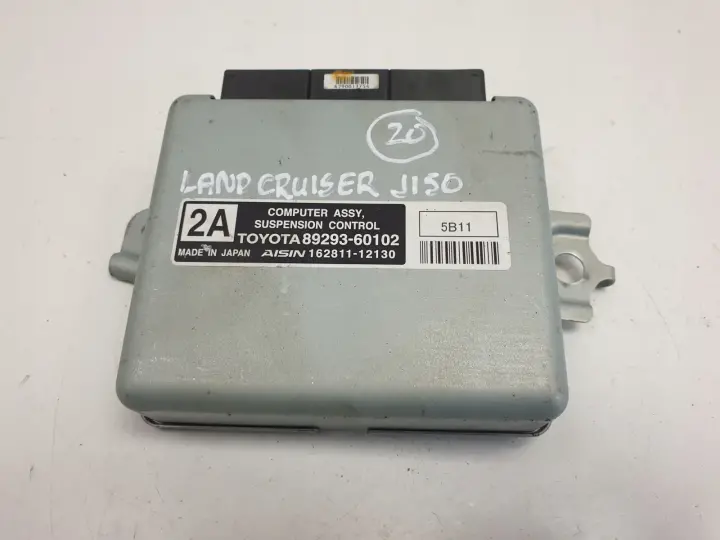 20
LAND CRUISER J150
2A
COMPUTER ASSY,
SUSPENSION CONTROL
TOYOTA 89293-60102
MADE IN JAPAN AISIN 162811-12130
5B11